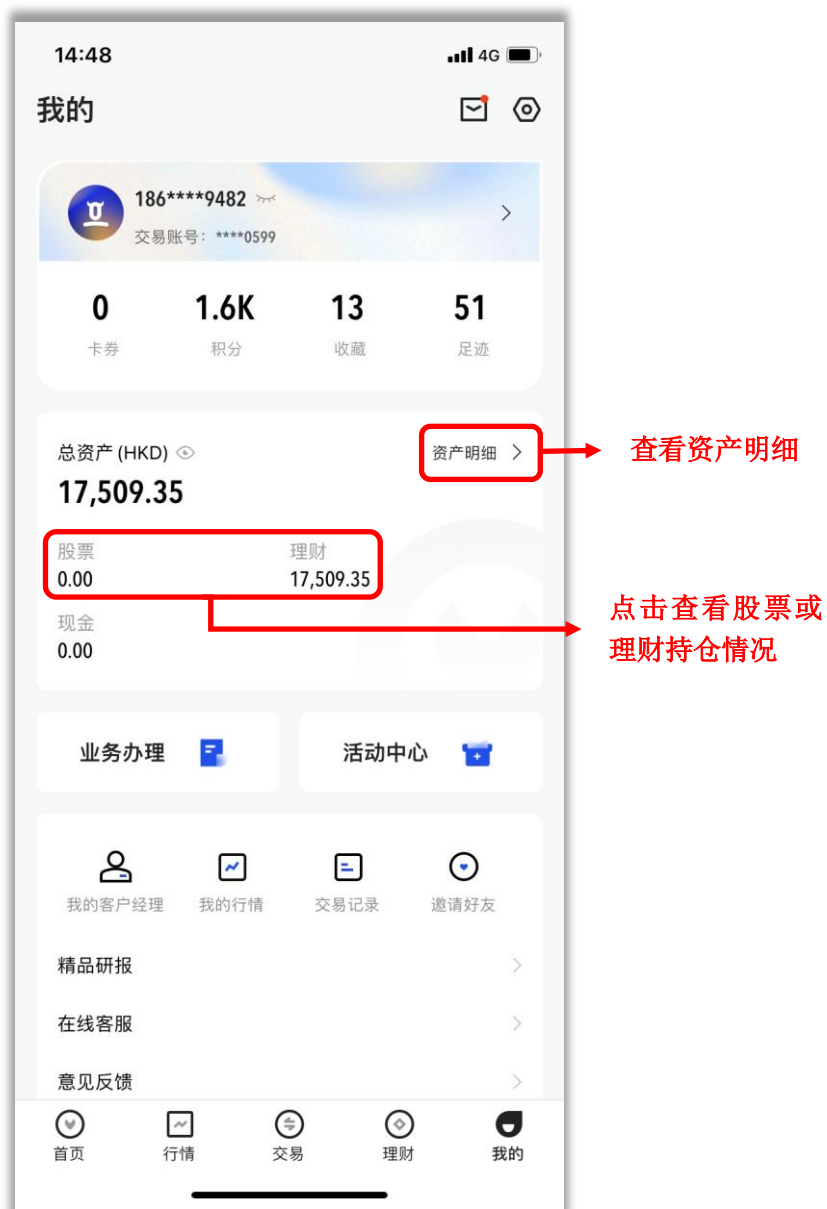 14:48
4G
我的
186****9482
交易账号：****0599
0 1.6K 13 51
卡券 积分 收藏 足迹
总资产 (HKD)
资产明细
查看资产明细
17,509.35
股票 理财
0.00 17,509.35
点击查看股票或
理财持仓情况
现金
0.00
业务办理 活动中心
我的客户经理 我的行情 交易记录 邀请好友
精品研报
在线客服
意见反馈
首页 行情 交易 理财 我的